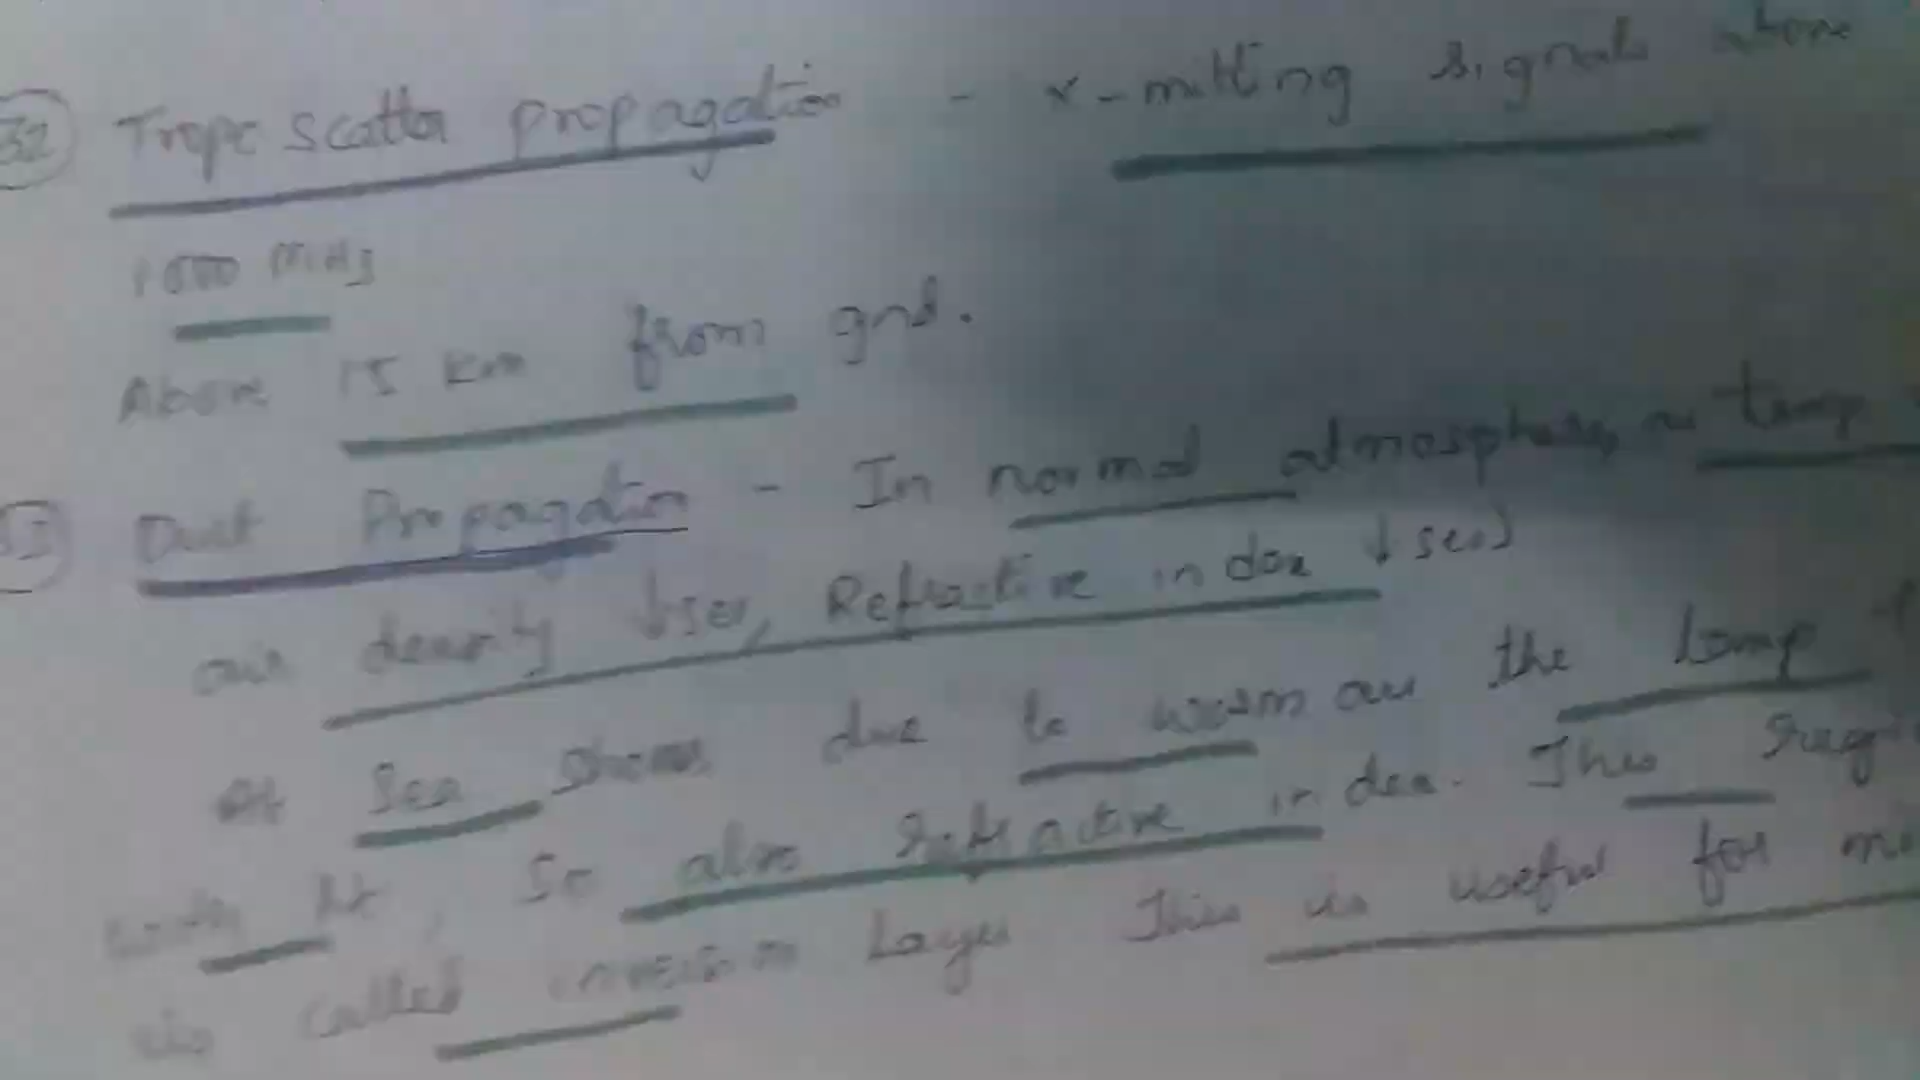 32 Tropo Scatter propagation - x-mitting signals above
1000 MHz
Above 15 km from gnd.
Duct Propagation - In normal atmosphere, as temp
air density ↓ses, Refractive index ↓ses
At Sea Shores due to warm air the temp
with ht, So also refractive index. This
is called inversion Layer This is useful for